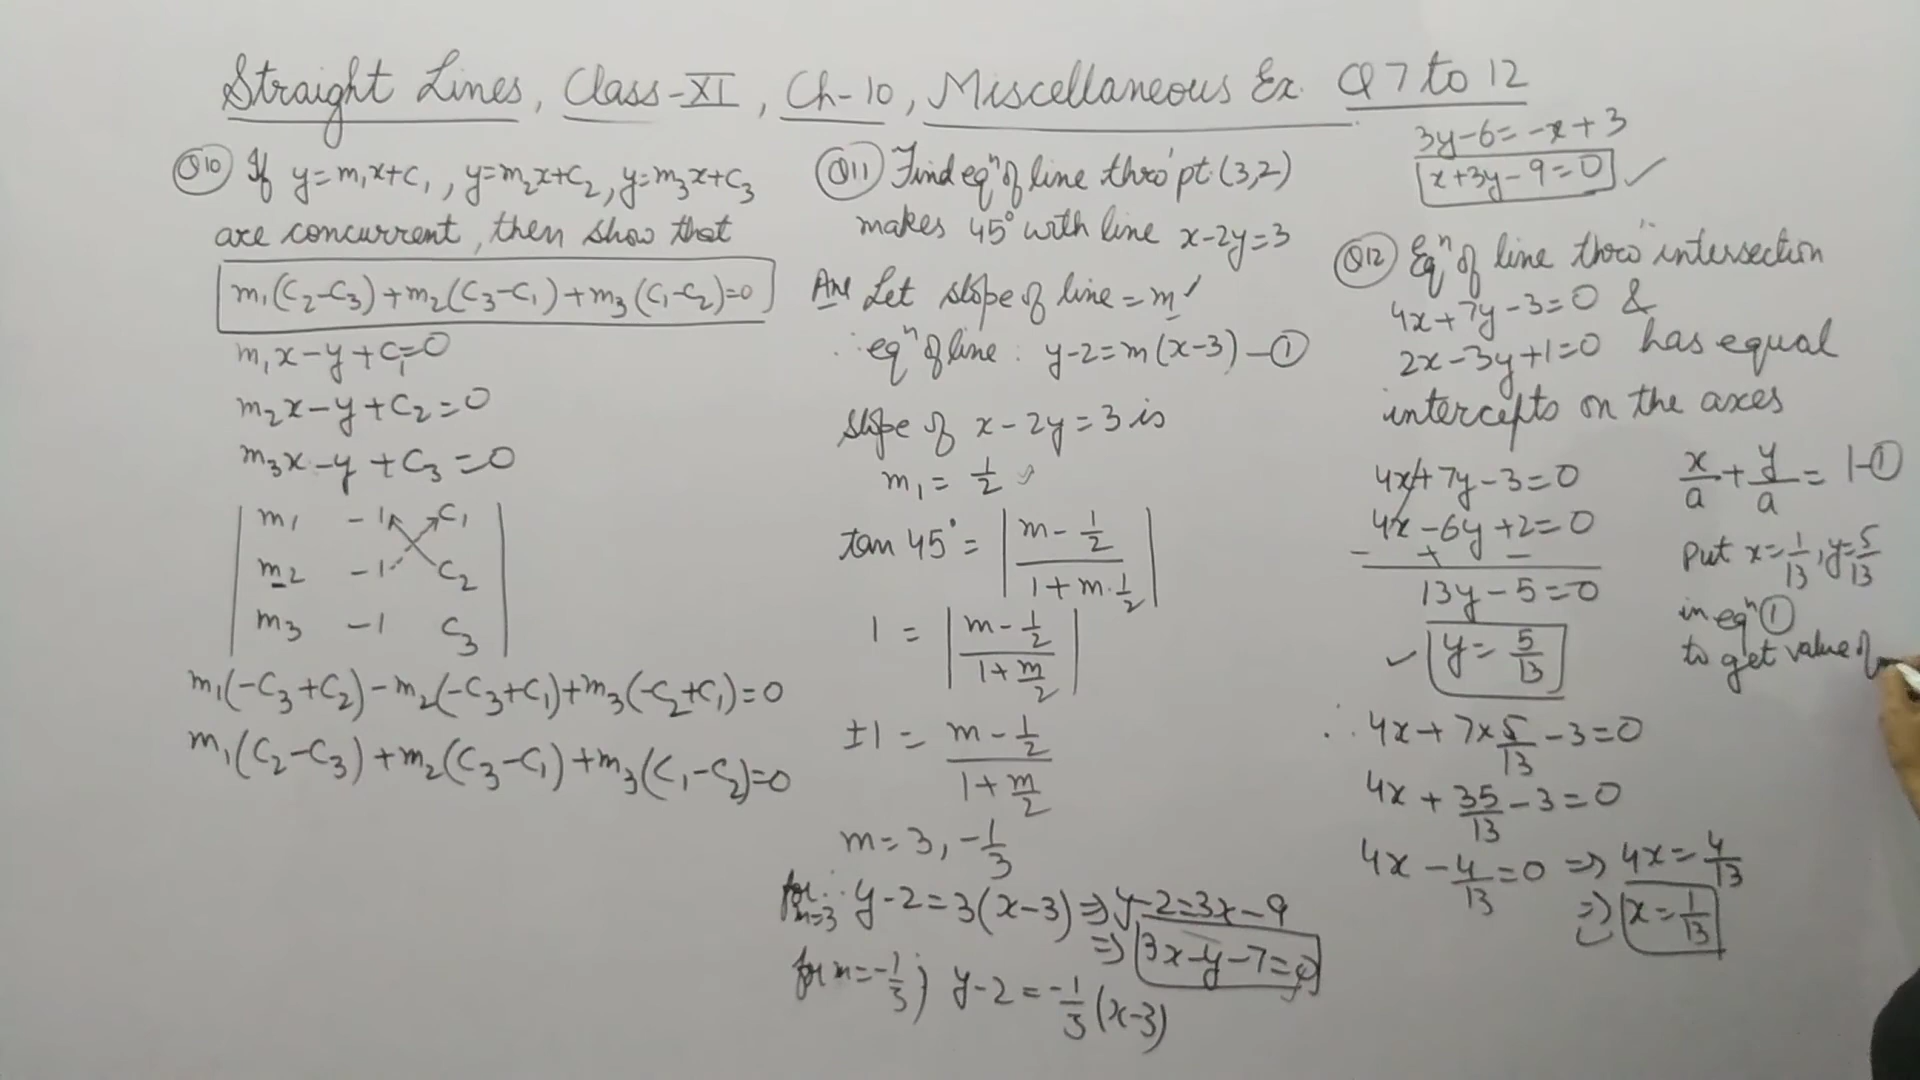 Straight Lines, Class-XI, Ch-10, Miscellaneous Ex. Q 7 to 12
Q10 If y=m₁x+c₁, y=m₂x+c₂, y=m₃x+c₃
are concurrent, then show that
m₁(c₂-c₃)+m₂(c₃-c₁)+m₃(c₁-c₂)=0
m₁x-y+c₁=0
m₂x-y+c₂=0
m₃x-y+c₃=0
| m₁ -1 c₁ |
| m₂ -1 c₂ |
| m₃ -1 c₃ |
m₁(-c₃+c₂)-m₂(-c₃+c₁)+m₃(-c₂+c₁)=0
m₁(c₂-c₃)+m₂(c₃-c₁)+m₃(c₁-c₂)=0
Q11 Find eqⁿ of line thro' pt. (3,2)
makes 45° with line x-2y=3
Ans Let slope of line = m
∴ eqⁿ of line : y-2=m(x-3) -①
slope of x-2y=3 is
m₁ = 1/2
tan 45° = |(m-1/2)/(1+m.1/2)|
1 = |(m-1/2)/(1+m/2)|
±1 = (m-1/2)/(1+m/2)
m=3, -1/3
for m=3 ∴ y-2=3(x-3) ⇒ y-2=3x-9
⇒ 3x-y-7=0
for m=-1/3; y-2=-1/3(x-3)
3y-6=-x+3
x+3y-9=0 ✓
Q12 Eqⁿ of line thro' intersection
4x+7y-3=0 &
2x-3y+1=0 has equal
intercepts on the axes
4x+7y-3=0
4x-6y+2=0
- + -
13y-5=0
✓ y=5/13
∴ 4x+7×5/13-3=0
4x+35/13-3=0
4x-4/13=0 ⇒ 4x=4/13
⇒ x=1/13
x/a+y/a=1-①
Put x=1/13, y=5/13
in eqⁿ ①
to get value of